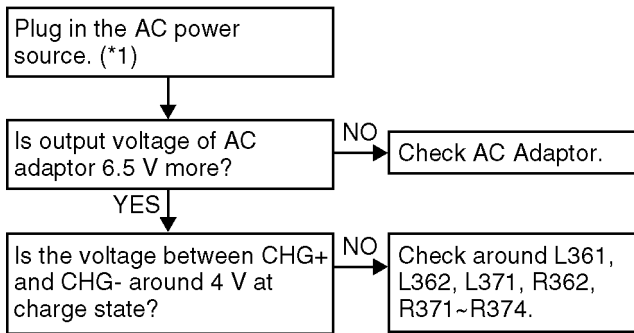 Plug in the AC power
source. (*1)
Is output voltage of AC
adaptor 6.5 V more?
NO
Check AC Adaptor.
YES
Is the voltage between CHG+
and CHG- around 4 V at
charge state?
NO
Check around L361,
L362, L371, R362,
R371~R374.